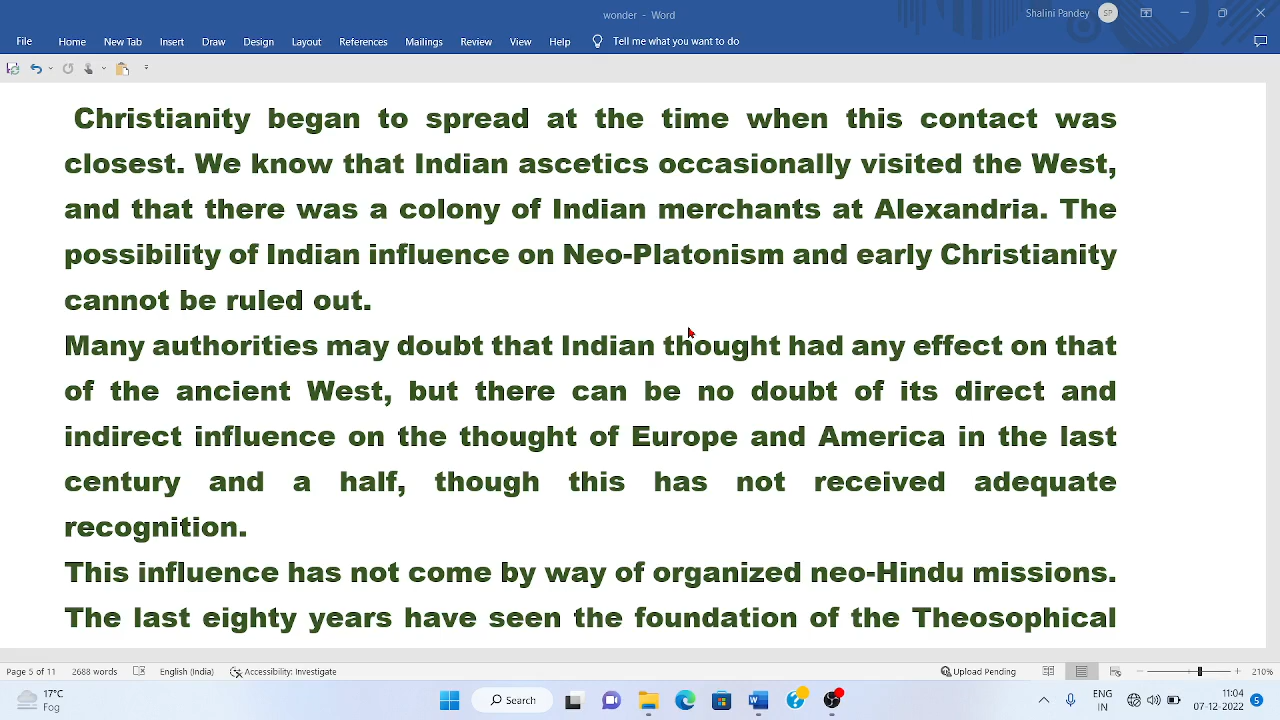 wonder - Word
Shalini Pandey SP
File Home New Tab Insert Draw Design Layout References Mailings Review View Help Tell me what you want to do
Christianity began to spread at the time when this contact was
closest. We know that Indian ascetics occasionally visited the West,
and that there was a colony of Indian merchants at Alexandria. The
possibility of Indian influence on Neo-Platonism and early Christianity
cannot be ruled out.
Many authorities may doubt that Indian thought had any effect on that
of the ancient West, but there can be no doubt of its direct and
indirect influence on the thought of Europe and America in the last
century and a half, though this has not received adequate
recognition.
This influence has not come by way of organized neo-Hindu missions.
The last eighty years have seen the foundation of the Theosophical
Page 5 of 11 2688 words English (India) Accessibility: Investigate Upload Pending 210%
17°C
Fog
Search
ENG
IN
11:04
07-12-2022
5